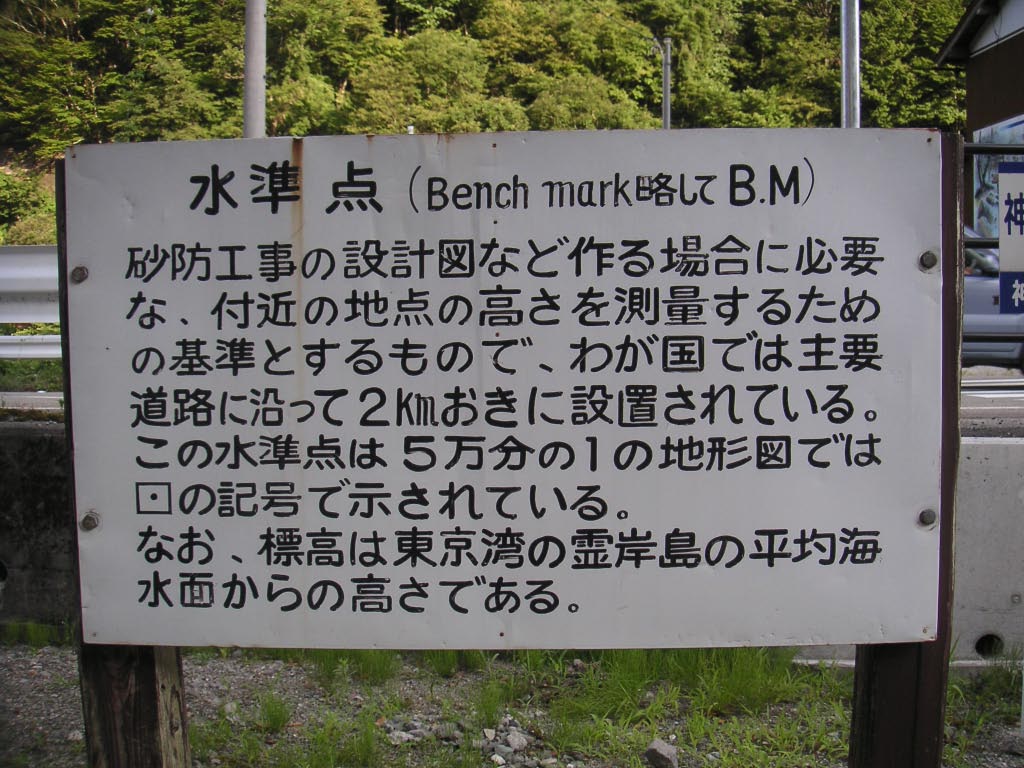 水準点（Bench mark略してB.M）
砂防工事の設計図など作る場合に必要
な、付近の地点の高さを測量するため
の基準とするもので、わが国では主要
道路に沿って2kmおきに設置されている。
この水準点は5万分の1の地形図では
⊡の記号で示されている。
なお、標高は東京湾の霊岸島の平均海
水面からの高さである。
神
神